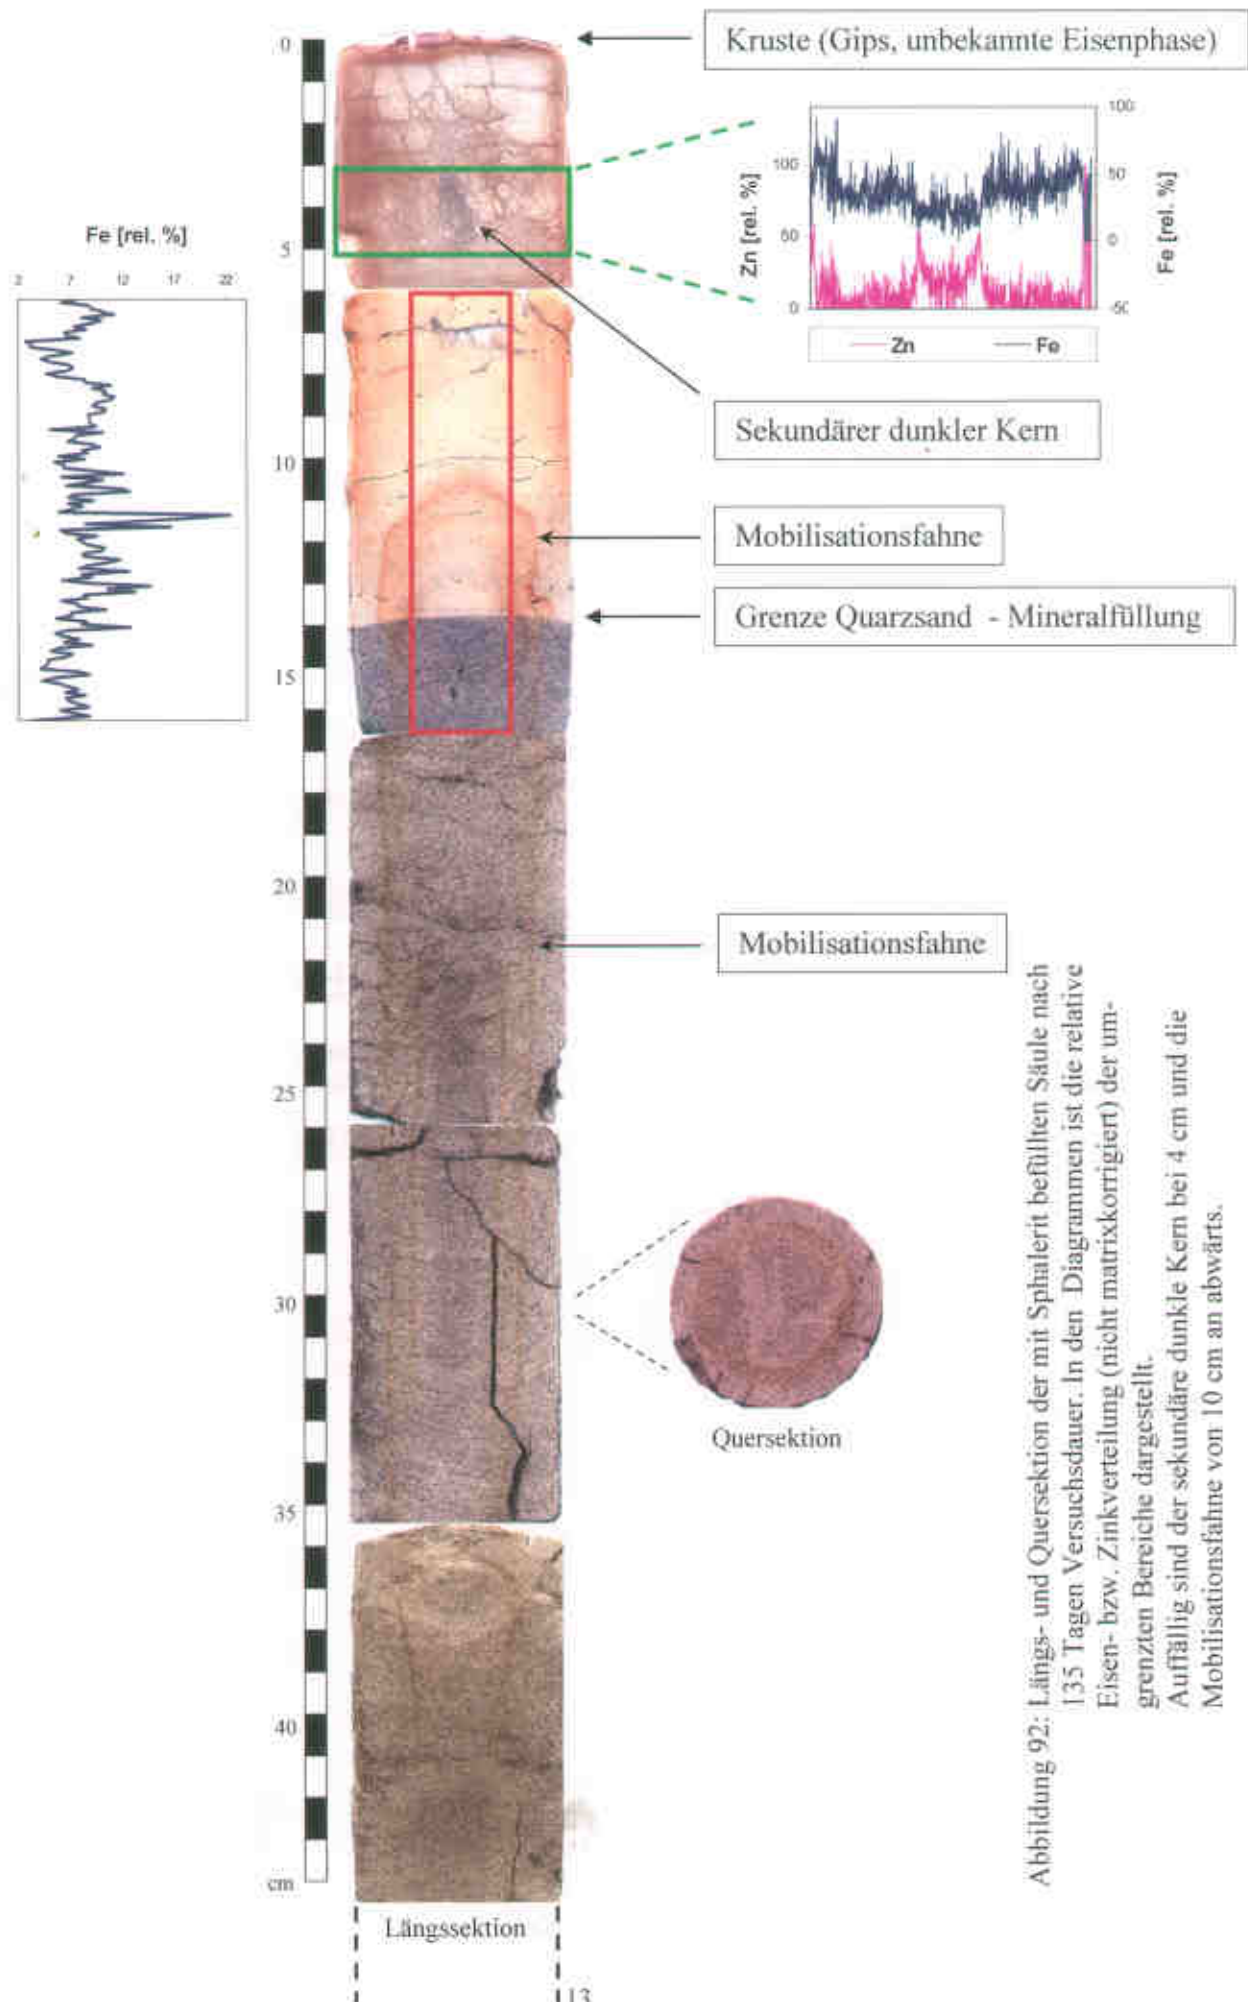 0
Kruste (Gips, unbekannte Eisenphase)
100
50
0
Zn [rel. %]
100
50
0
-50
Fe [rel. %]
Zn
Fe
Fe [rel. %]
2
7
12
17
22
5
Sekundärer dunkler Kern
10
Mobilisationsfahne
Grenze Quarzsand - Mineralfüllung
15
20
Mobilisationsfahne
25
30
Quersektion
35
40
cm
Längssektion
13
Abbildung 92: Längs- und Quersektion der mit Sphalerit befüllten Säule nach
135 Tagen Versuchsdauer. In den Diagrammen ist die relative
Eisen- bzw. Zinkverteilung (nicht matrixkorrigiert) der um-
grenzten Bereiche dargestellt.
Auffällig sind der sekundäre dunkle Kern bei 4 cm und die
Mobilisationsfahne von 10 cm an abwärts.